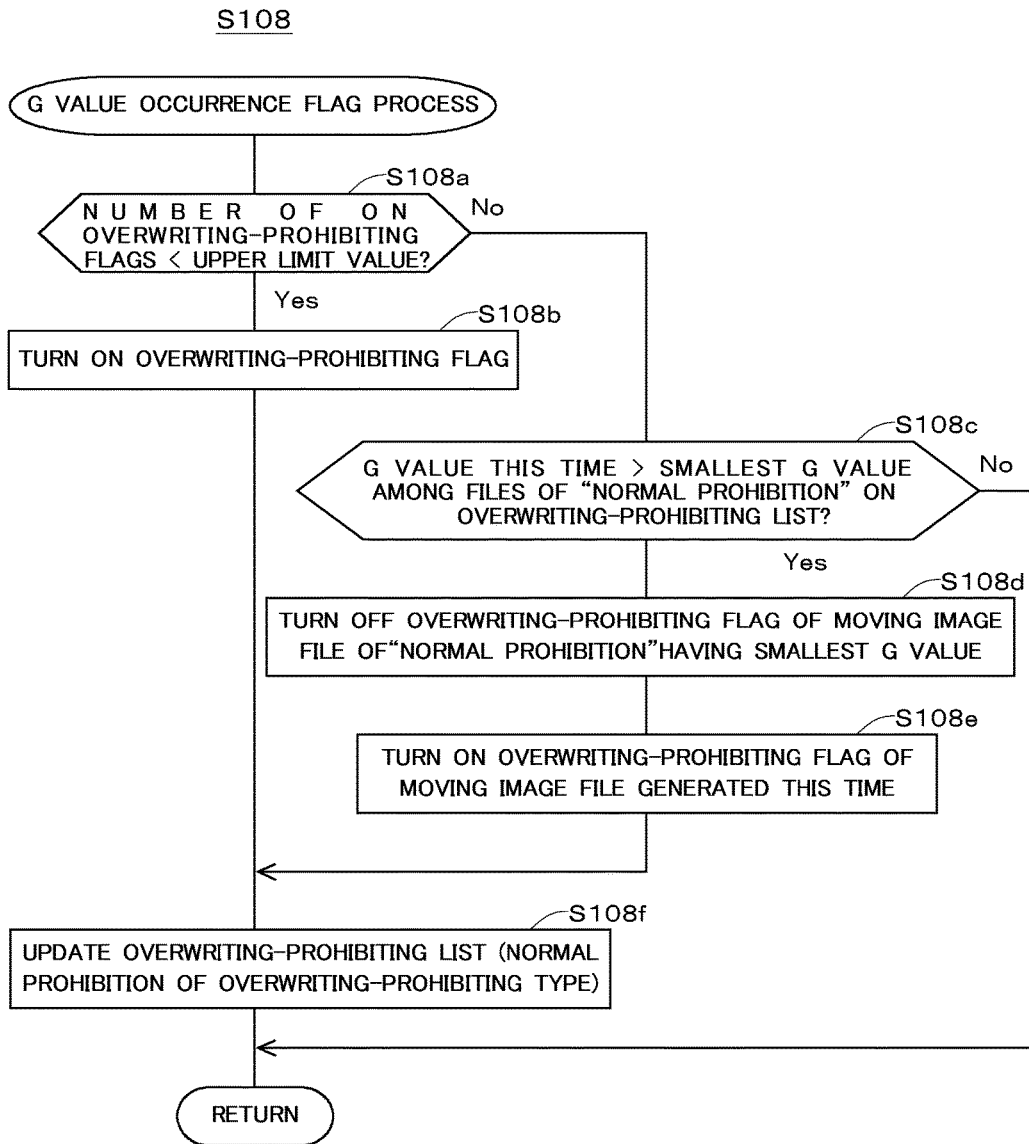 S108
G VALUE OCCURRENCE FLAG PROCESS
S108a
NUMBER OF ON
OVERWRITING-PROHIBITING
FLAGS < UPPER LIMIT VALUE?
No
Yes
S108b
TURN ON OVERWRITING-PROHIBITING FLAG
S108c
G VALUE THIS TIME > SMALLEST G VALUE
AMONG FILES OF “NORMAL PROHIBITION” ON
OVERWRITING-PROHIBITING LIST?
No
Yes
S108d
TURN OFF OVERWRITING-PROHIBITING FLAG OF MOVING IMAGE
FILE OF“NORMAL PROHIBITION”HAVING SMALLEST G VALUE
S108e
TURN ON OVERWRITING-PROHIBITING FLAG OF
MOVING IMAGE FILE GENERATED THIS TIME
S108f
UPDATE OVERWRITING-PROHIBITING LIST (NORMAL
PROHIBITION OF OVERWRITING-PROHIBITING TYPE)
RETURN